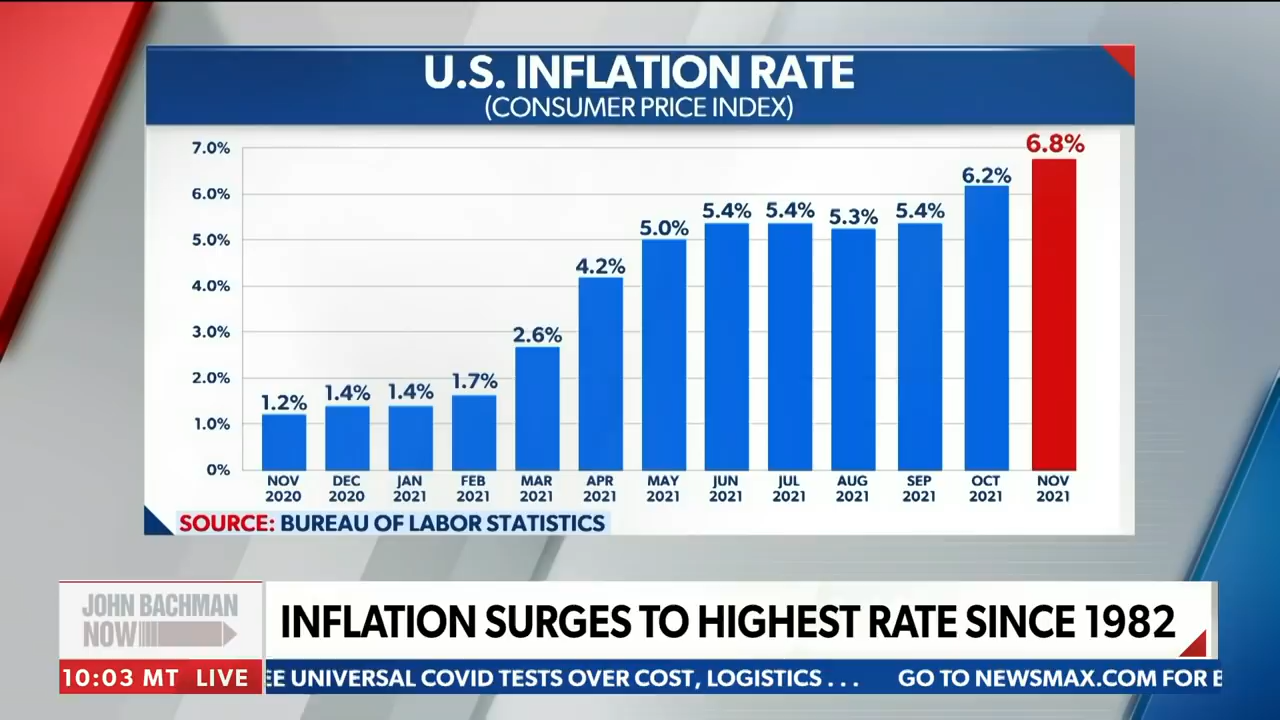 U.S. INFLATION RATE
(CONSUMER PRICE INDEX)
7.0%
6.0%
5.0%
4.0%
3.0%
2.0%
1.0%
0%
1.2%
1.4%
1.4%
1.7%
2.6%
4.2%
5.0%
5.4%
5.4%
5.3%
5.4%
6.2%
6.8%
NOV 2020
DEC 2020
JAN 2021
FEB 2021
MAR 2021
APR 2021
MAY 2021
JUN 2021
JUL 2021
AUG 2021
SEP 2021
OCT 2021
NOV 2021
SOURCE: BUREAU OF LABOR STATISTICS
JOHN BACHMAN
NOW
INFLATION SURGES TO HIGHEST RATE SINCE 1982
10:03 MT LIVE
EE UNIVERSAL COVID TESTS OVER COST, LOGISTICS . . . GO TO NEWSMAX.COM FOR